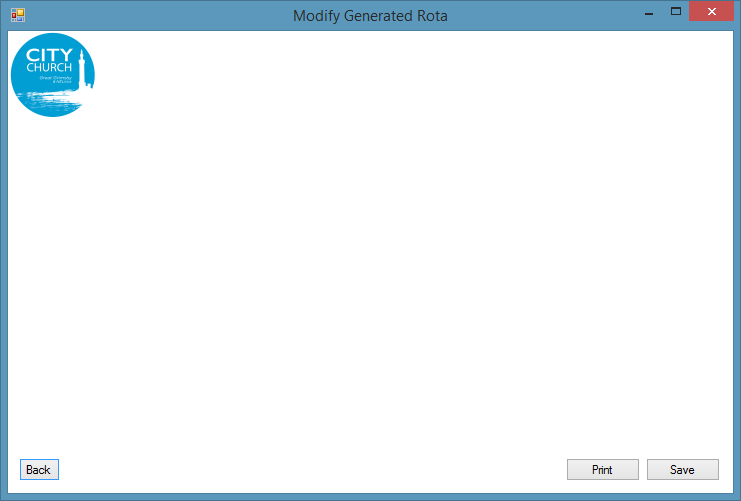 Modify Generated Rota
CITY
CHURCH
Back
Print
Save